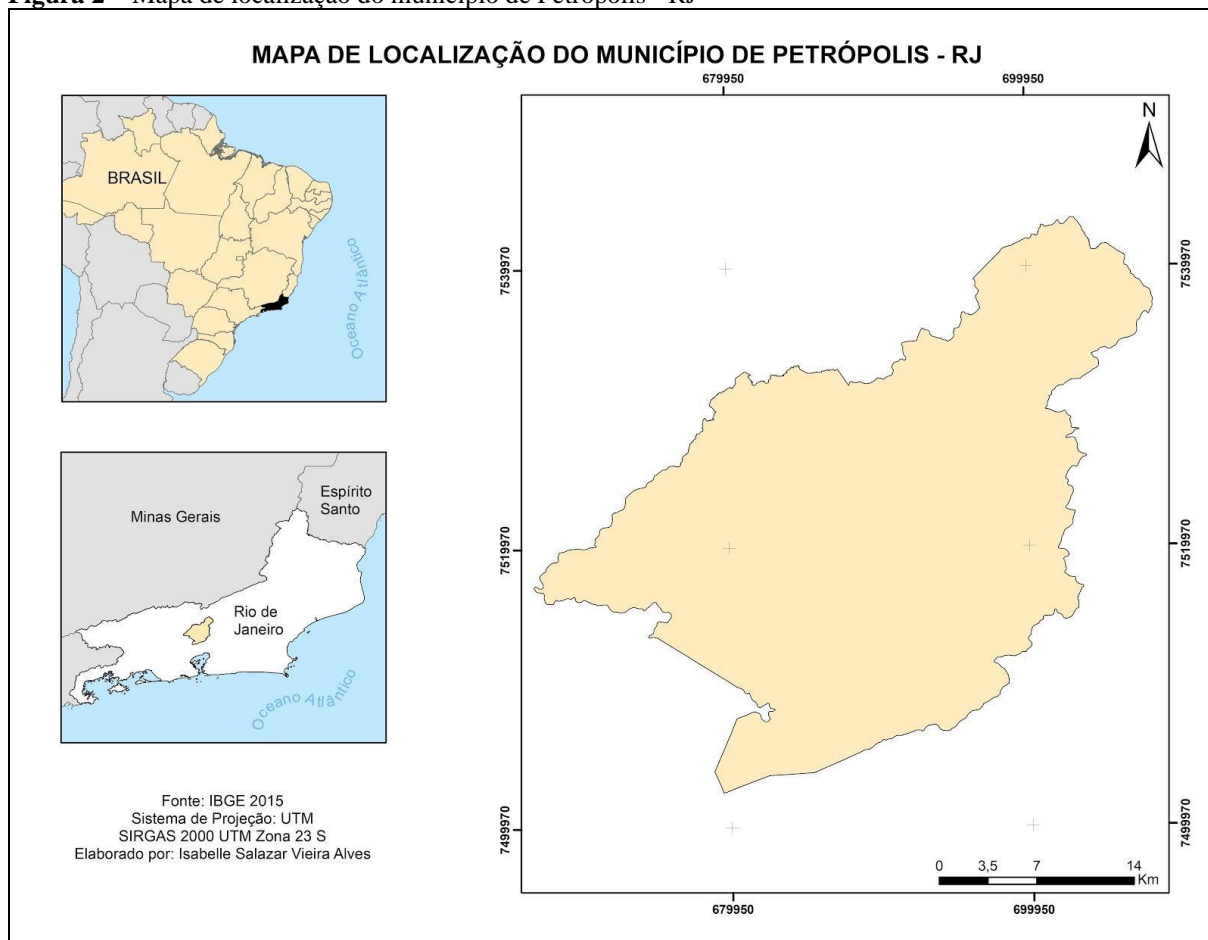 Figura 2 – Mapa de localização do município de Petrópolis - RJ
MAPA DE LOCALIZAÇÃO DO MUNICÍPIO DE PETRÓPOLIS - RJ
679950
699950
BRASIL
Oceano Atlântico
N
7539970
7539970
7519970
7519970
7499970
7499970
Minas Gerais
Espírito
Santo
Rio de
Janeiro
Oceano Atlântico
Fonte: IBGE 2015
Sistema de Projeção: UTM
SIRGAS 2000 UTM Zona 23 S
Elaborado por: Isabelle Salazar Vieira Alves
0 3,5 7 14
Km
679950
699950